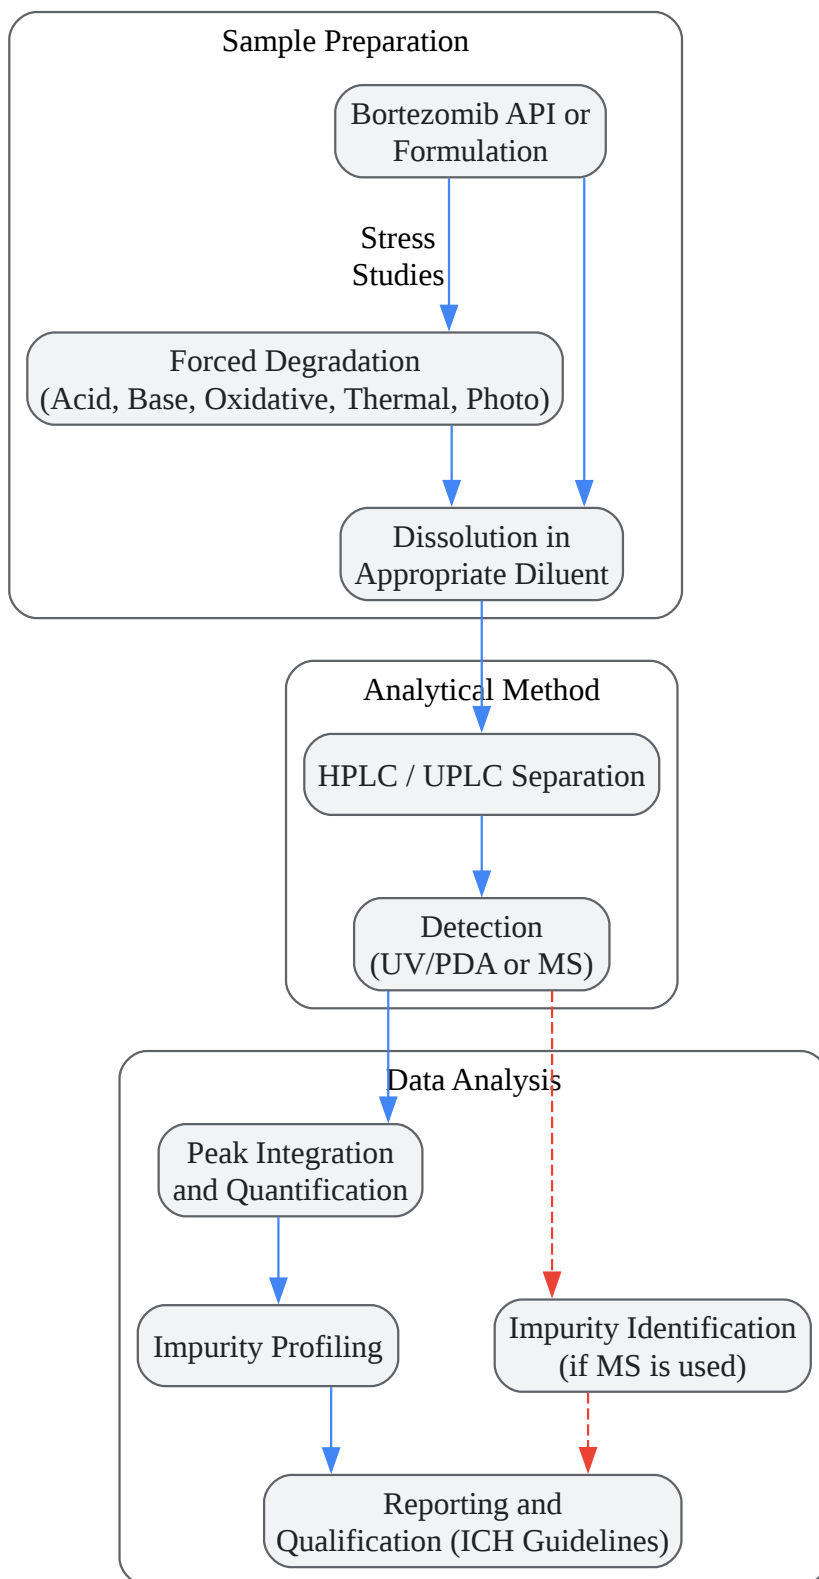 Sample Preparation
Bortezomib API or
Formulation
Stress
Studies
Forced Degradation
(Acid, Base, Oxidative, Thermal, Photo)
Dissolution in
Appropriate Diluent
Analytical Method
HPLC / UPLC Separation
Detection
(UV/PDA or MS)
Data Analysis
Peak Integration
and Quantification
Impurity Profiling
Impurity Identification
(if MS is used)
Reporting and
Qualification (ICH Guidelines)